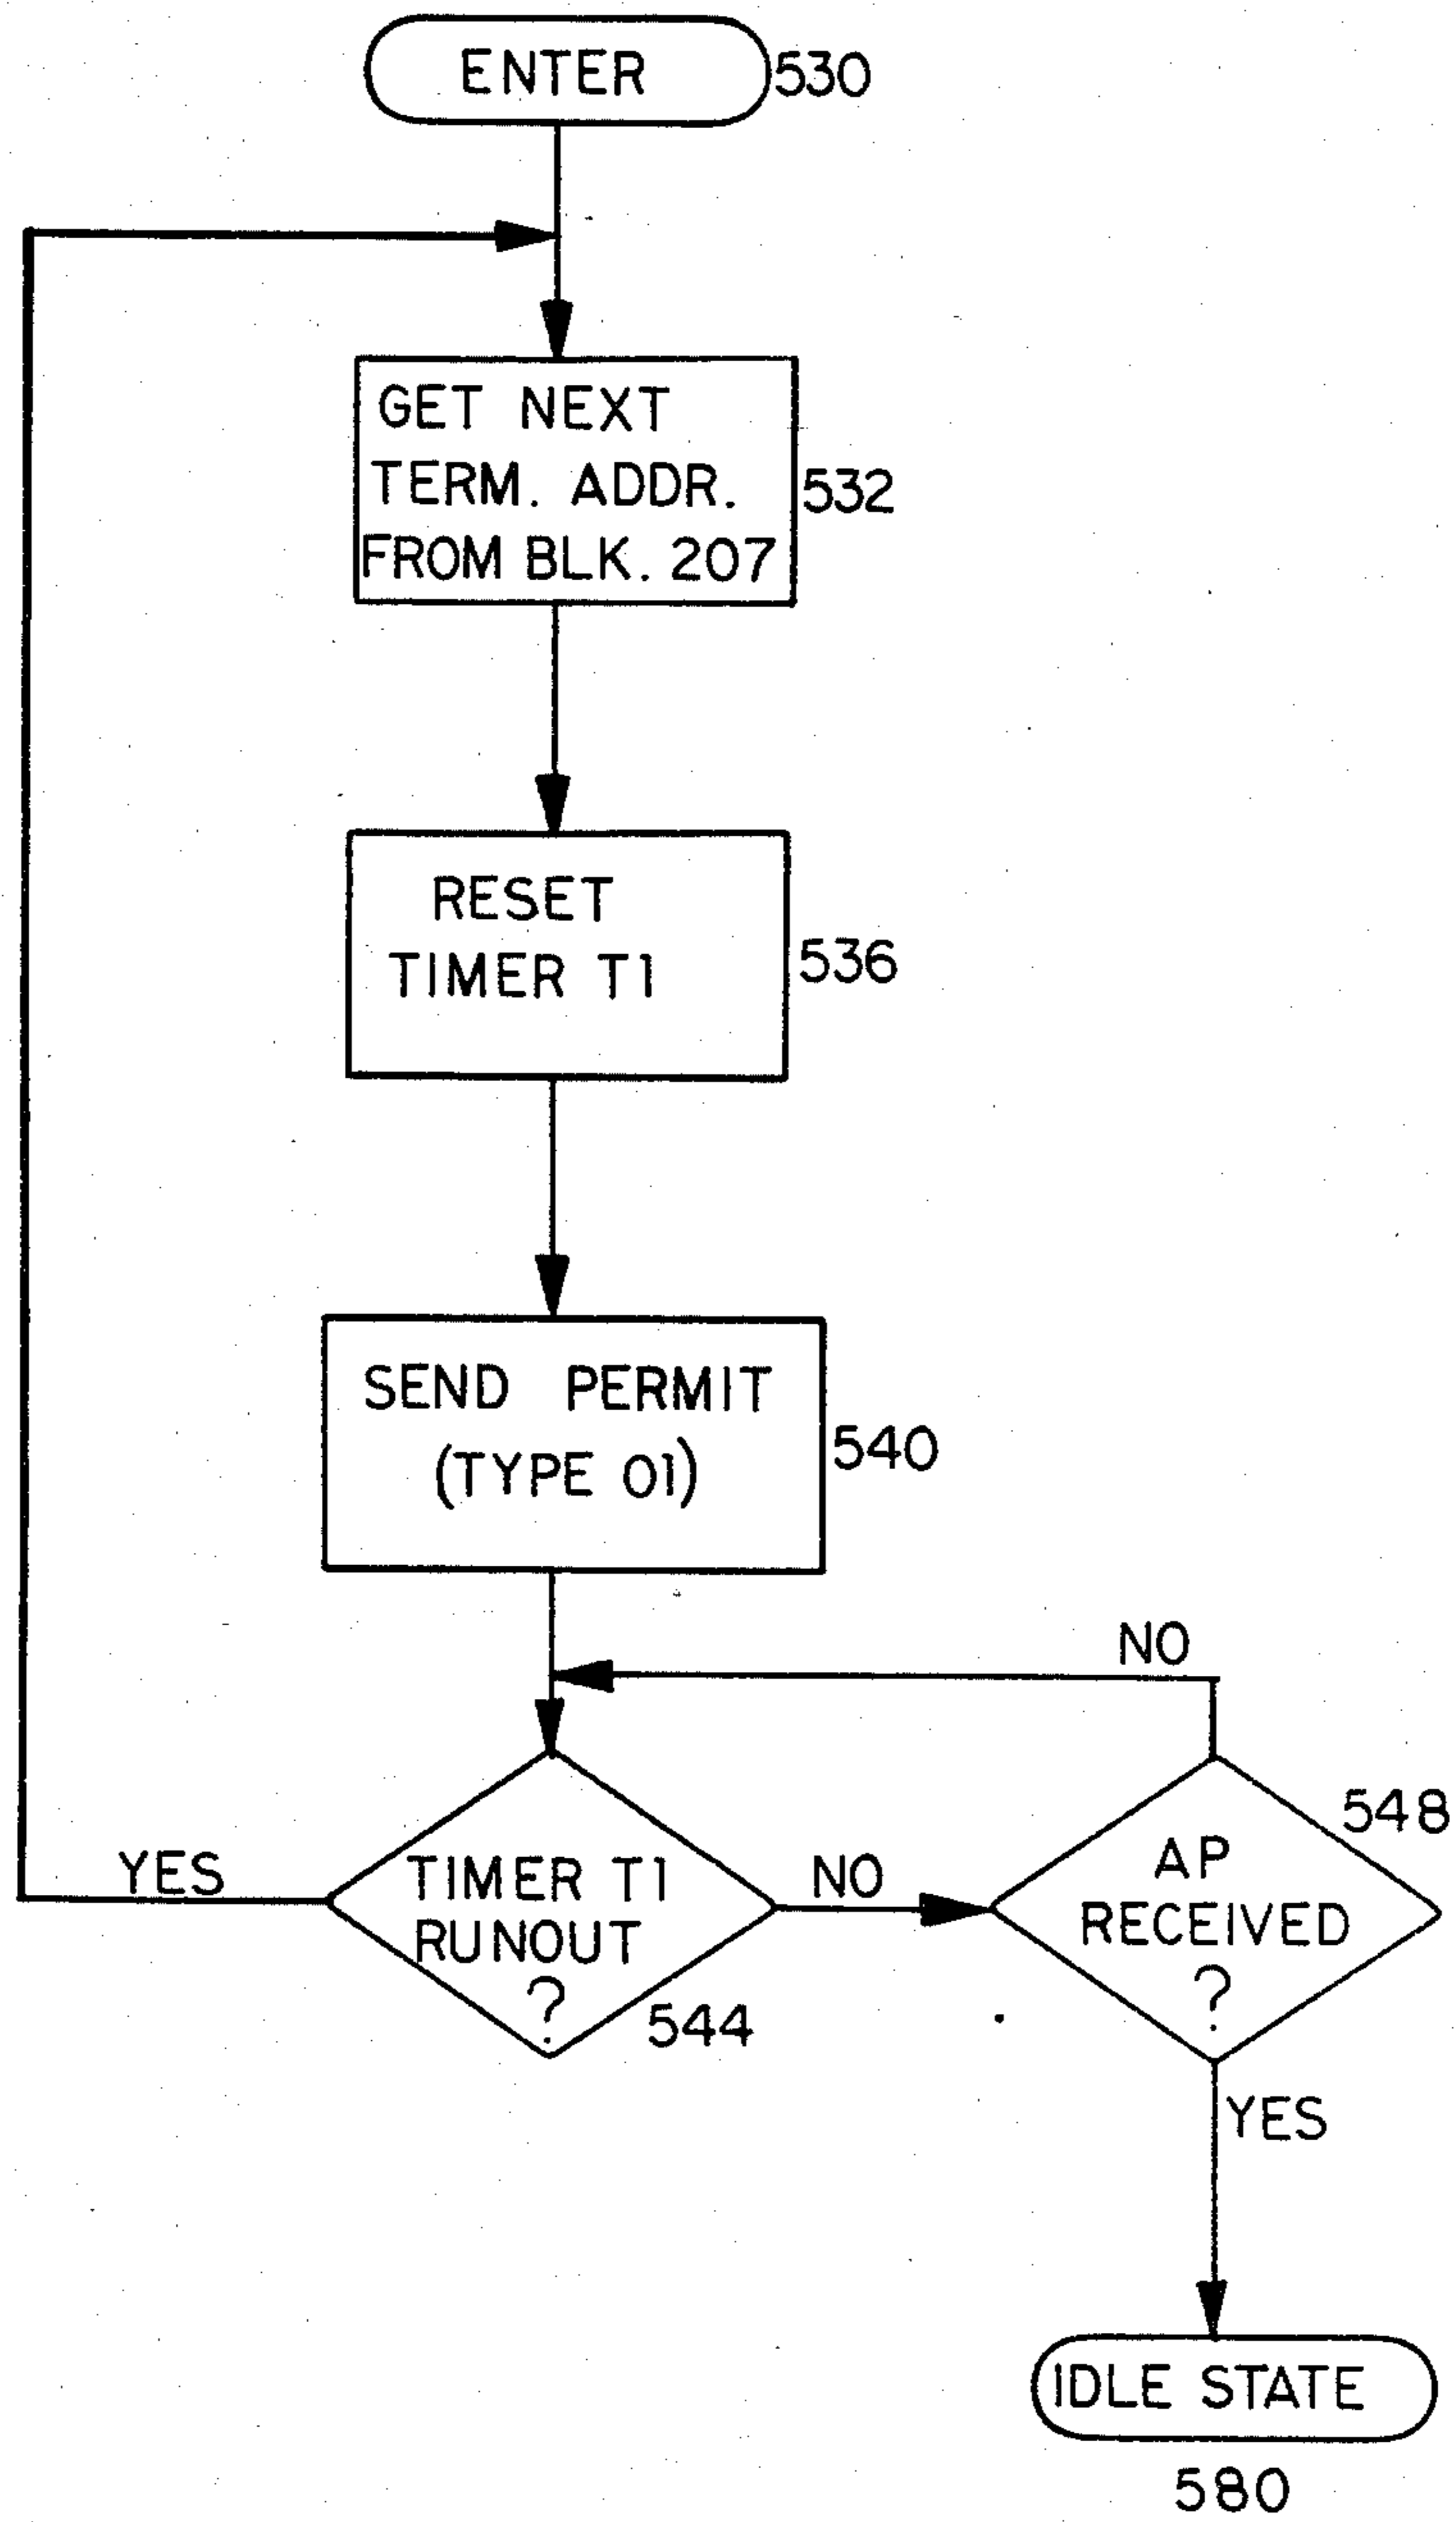 ENTER 530
GET NEXT
TERM. ADDR.
FROM BLK. 207
532
RESET
TIMER T1
536
SEND PERMIT
(TYPE 01)
540
NO
YES
TIMER T1
RUNOUT
?
544
NO
548
AP
RECEIVED
?
YES
IDLE STATE
580